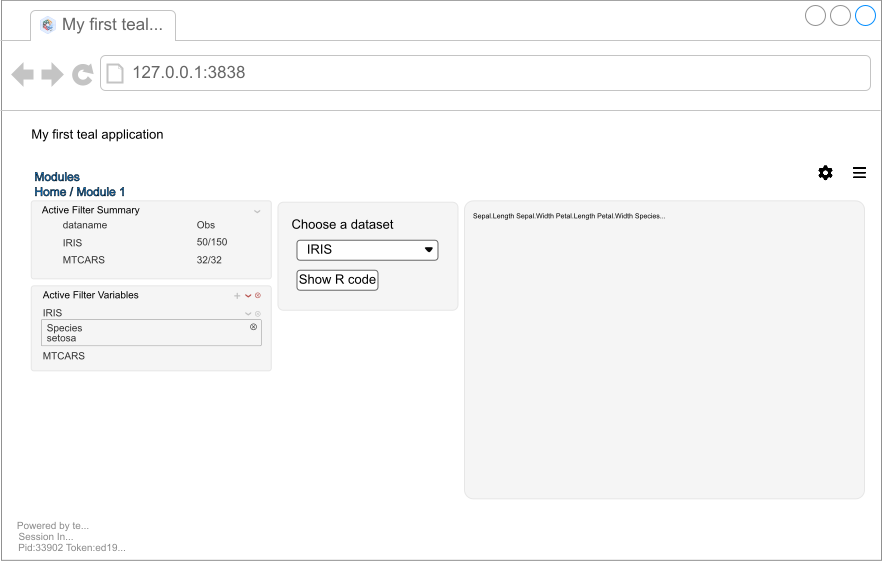 My first teal...
127.0.0.1:3838
My first teal application
Modules
Home / Module 1
Active Filter Summary
dataname Obs
IRIS 50/150
MTCARS 32/32
Active Filter Variables
IRIS
Species
setosa
MTCARS
Choose a dataset
IRIS
Show R code
Sepal.Length Sepal.Width Petal.Length Petal.Width Species...
Powered by te...
Session In...
Pid:33902 Token:ed19...